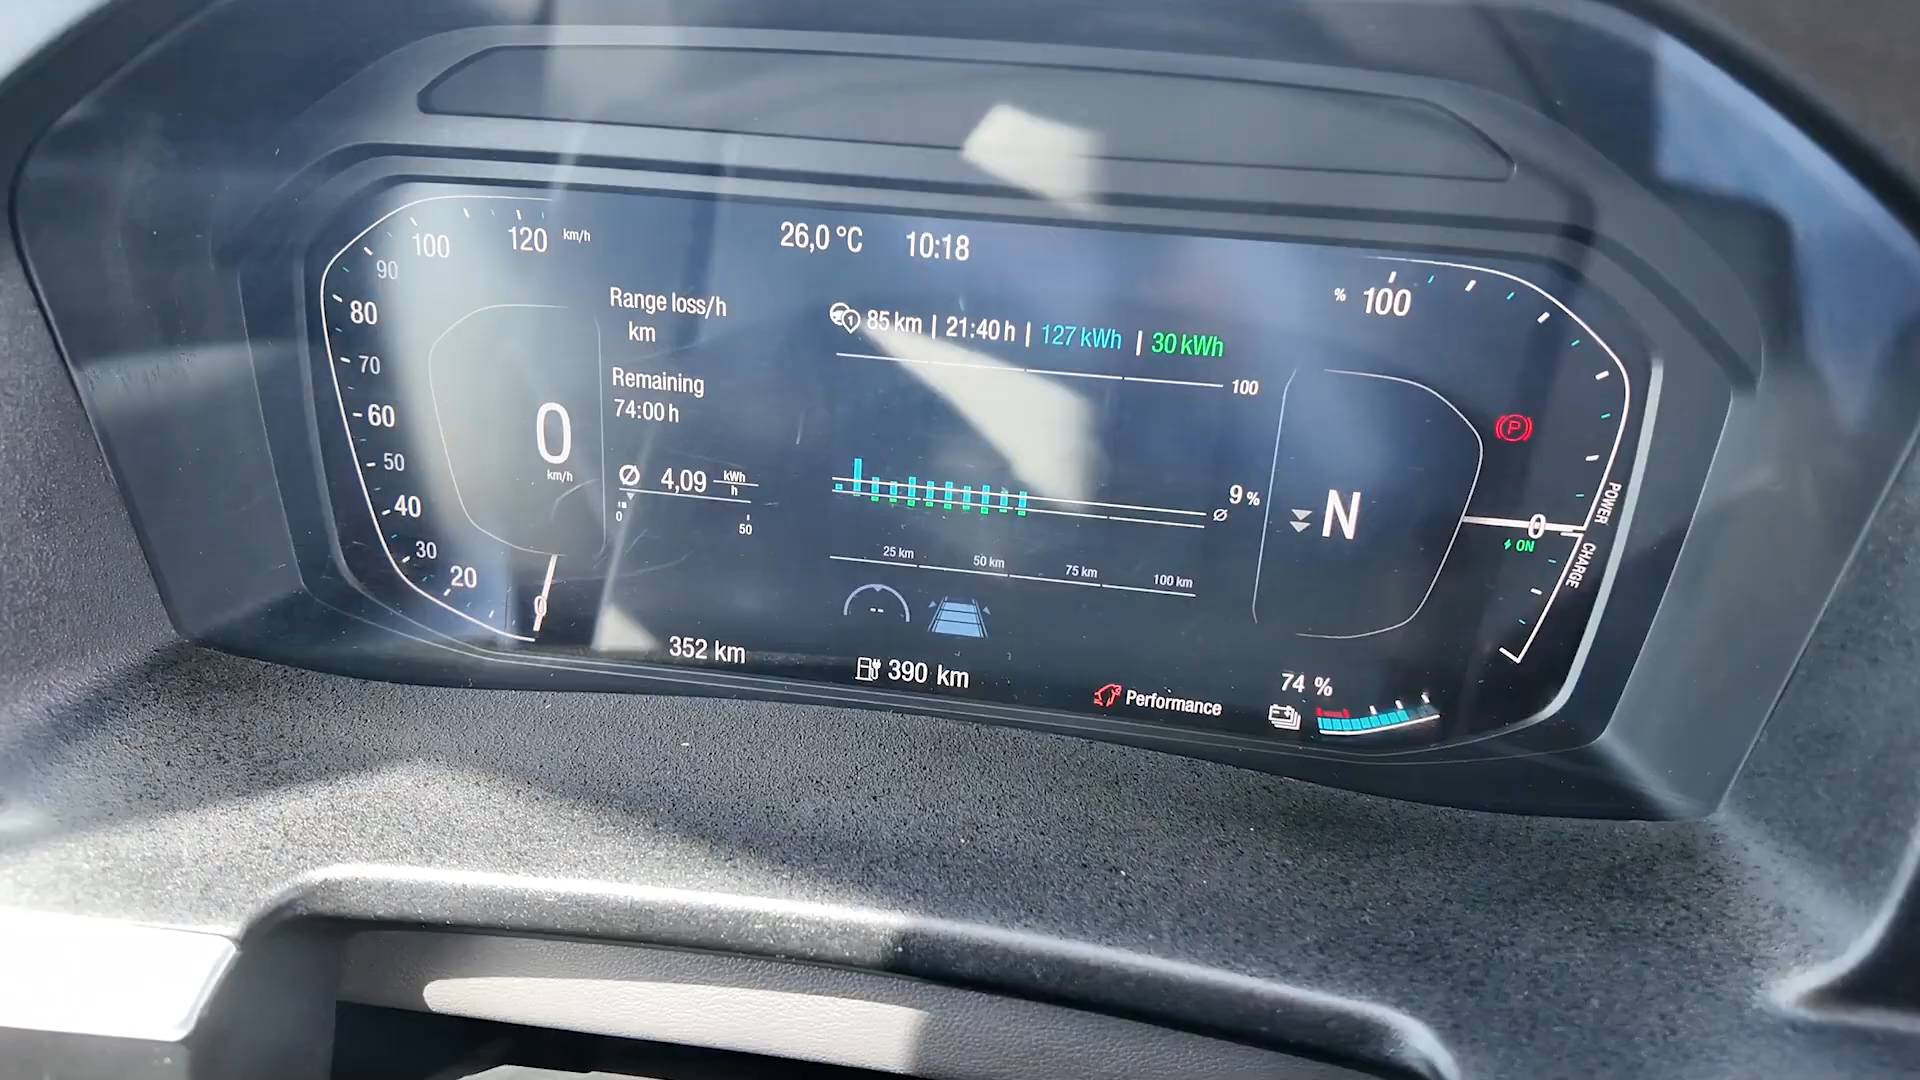 100 120 km/h
90
80
70
60
50
40
30
20
0
0
km/h
26,0 °C 10:18
Range loss/h
km
Remaining
74:00 h
Ø 4,09 kWh/h
0 50
1 85 km | 21:40 h | 127 kWh | 30 kWh
100
9 %
Ø
25 km 50 km 75 km 100 km
--
352 km
390 km
Performance
74 %
% 100
P
N
0
ON
POWER
CHARGE